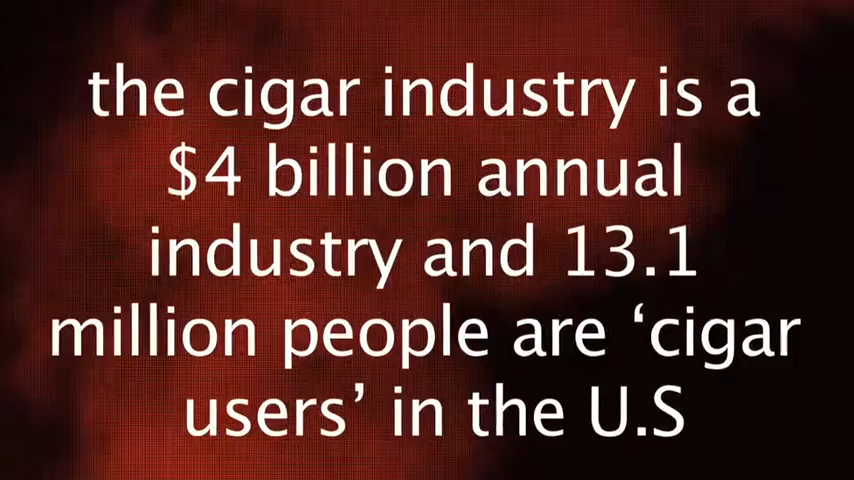 the cigar industry is a
$4 billion annual
industry and 13.1
million people are ‘cigar
users’ in the U.S